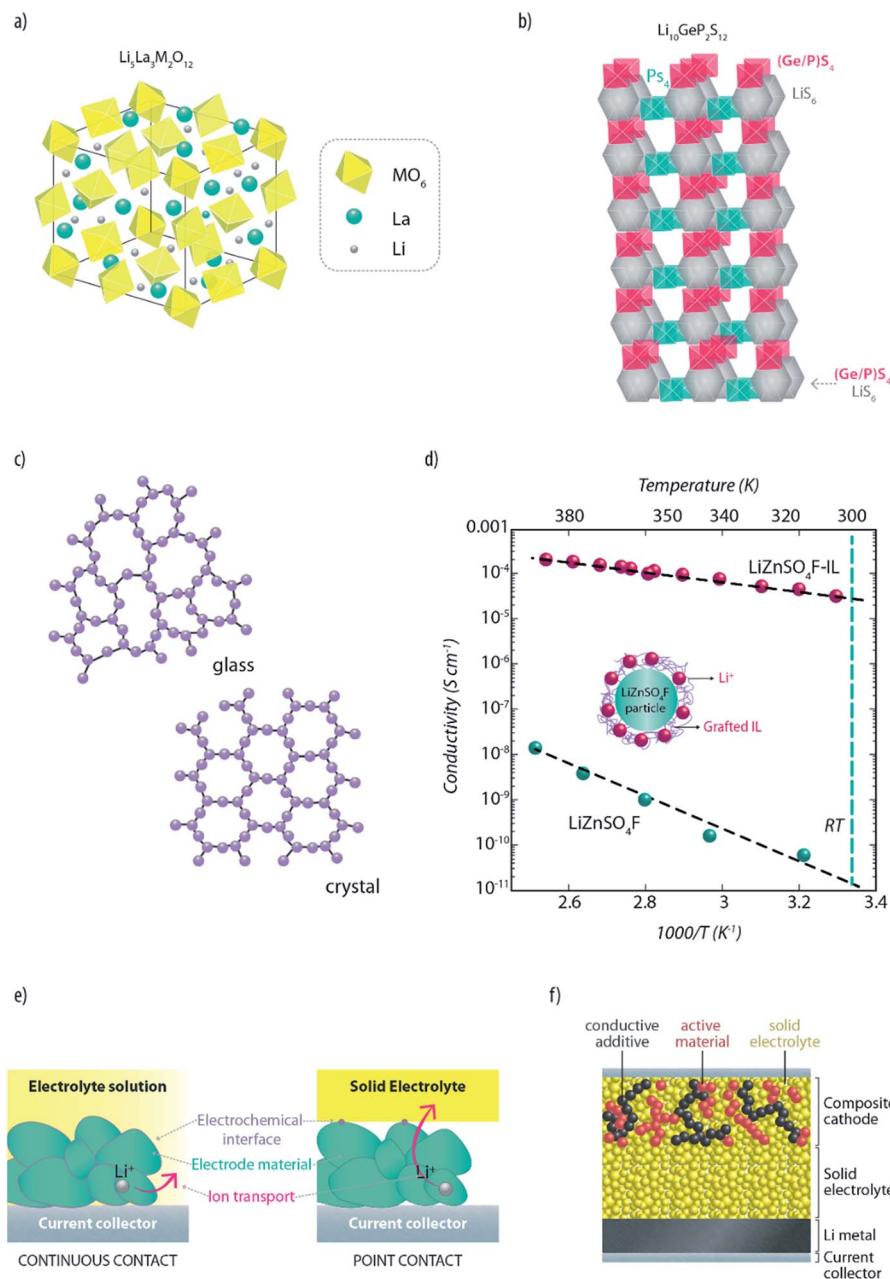 a)
Li5La3M2O12
MO6
La
Li
b)
Li10GeP2S12
(Ge/P)S4
Ps4
LiS6
(Ge/P)S4
LiS6
c)
glass
crystal
d)
Temperature (K)
380 360 350 340 320 300
0.001
10-4
10-5
10-6
10-7
10-8
10-9
10-10
10-11
Conductivity (S cm-1)
LiZnSO4F-IL
LiZnSO4F
particle
Li+
Grafted IL
LiZnSO4F
RT
2.6 2.8 3 3.2 3.4
1000/T (K-1)
e)
Electrolyte solution
Solid Electrolyte
Electrochemical
interface
Electrode material
Li+
Li+
Ion transport
Current collector
Current collector
CONTINUOUS CONTACT
POINT CONTACT
f)
conductive
additive
active
material
solid
electrolyte
Composite
cathode
Solid
electrolyte
Li metal
Current
collector